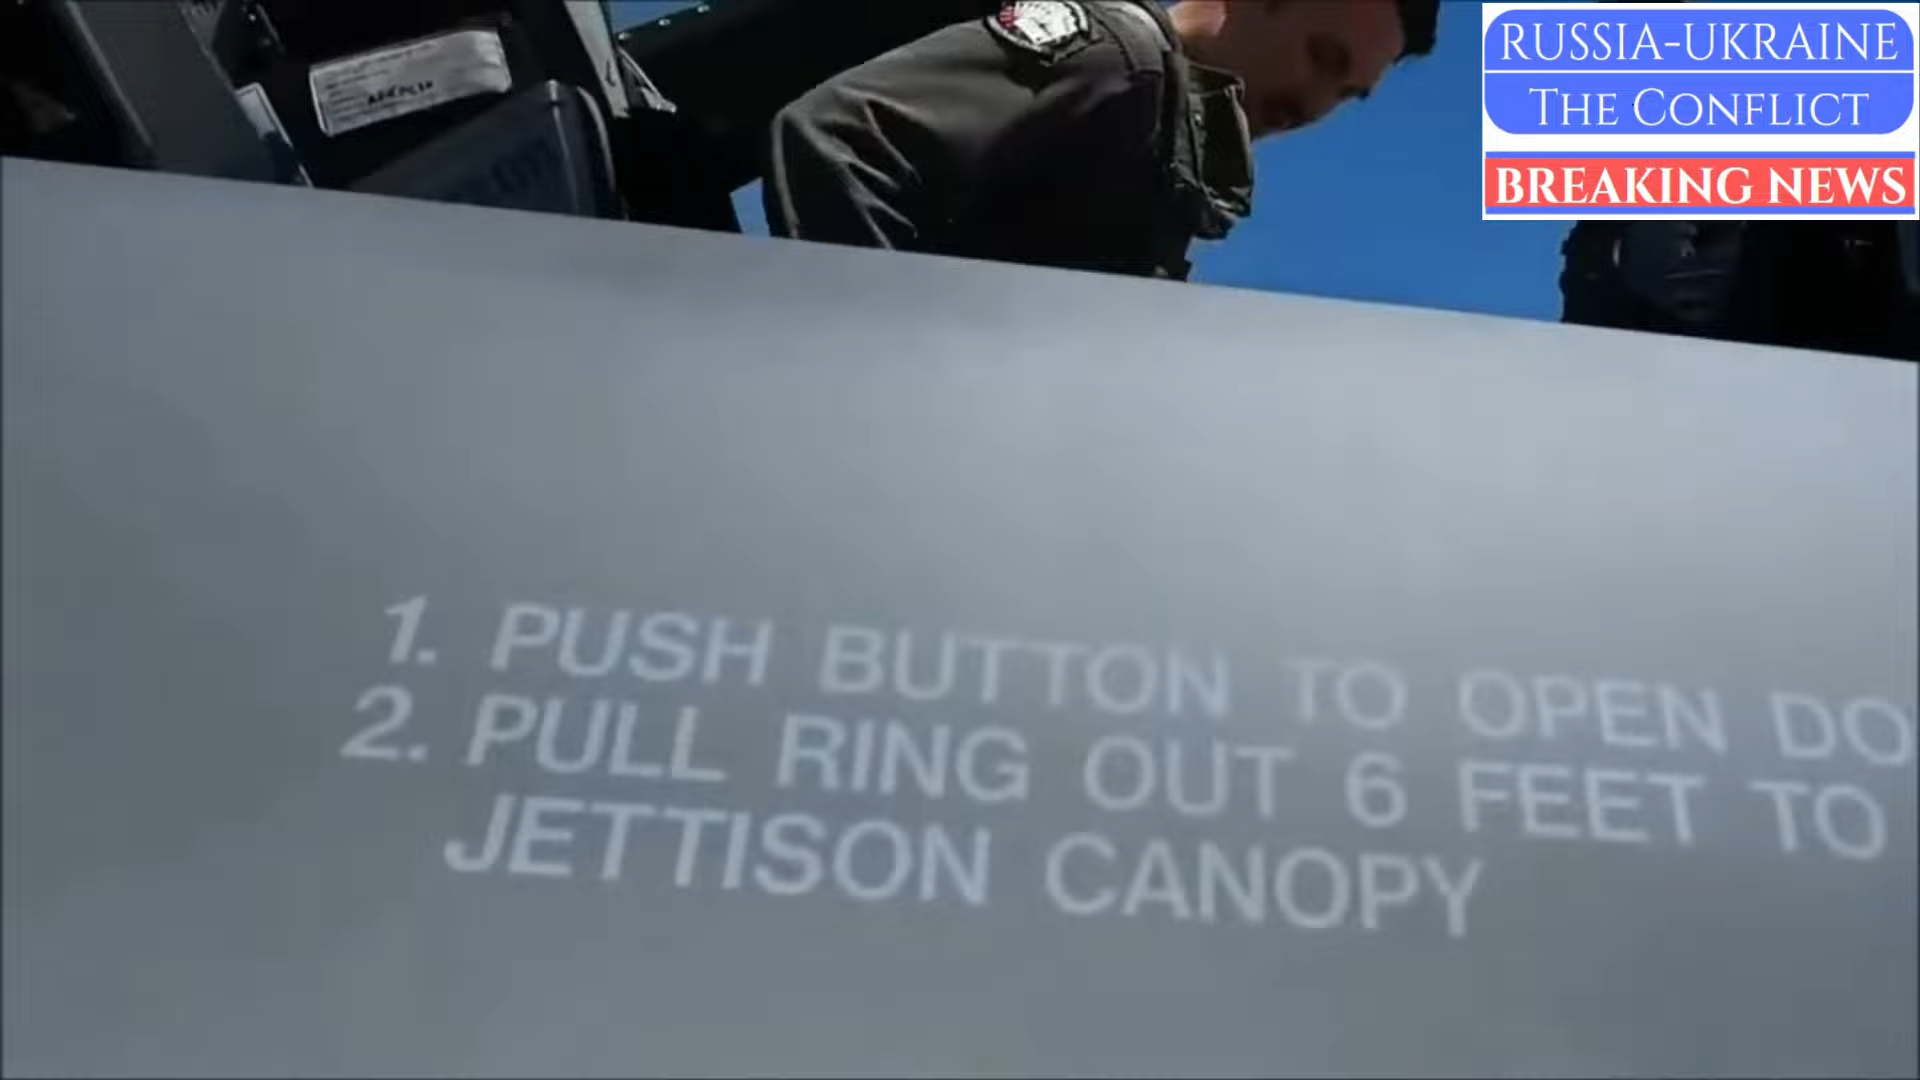 RUSSIA-UKRAINE
THE CONFLICT
BREAKING NEWS
1. PUSH BUTTON TO OPEN DO
2. PULL RING OUT 6 FEET TO
JETTISON CANOPY